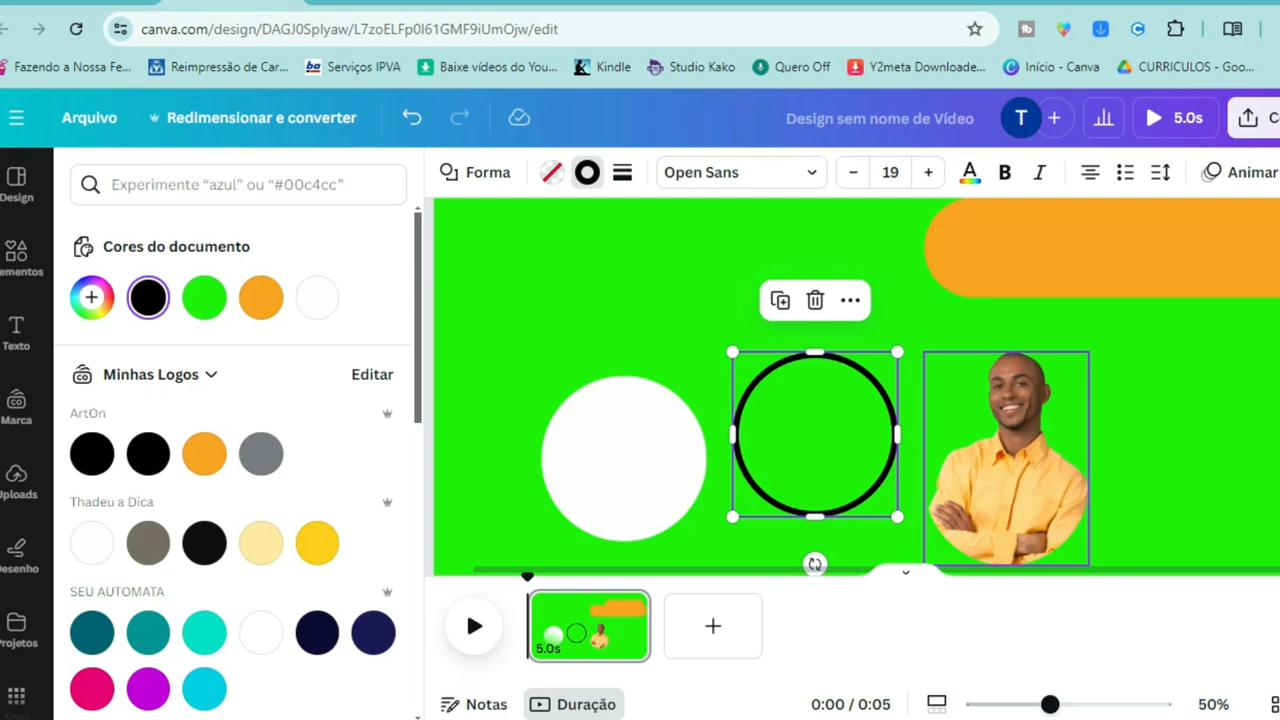 canva.com/design/DAGJ0Splyaw/L7zoELFp0I61GMF9iUmOjw/edit
Fazendo a Nossa Fe...
Reimpressão de Car...
Serviços IPVA
Baixe vídeos do You...
Kindle
Studio Kako
Quero Off
Y2meta Downloade...
Início - Canva
CURRICULOS - Goo...
Arquivo
Redimensionar e converter
Design sem nome de Vídeo
T
5.0s
Experimente “azul” ou “#00c4cc”
Forma
Open Sans
19
A
B
I
Animar
Design
Cores do documento
ementos
Texto
Minhas Logos
Editar
ArtOn
Marca
Uploads
Thadeu a Dica
Desenho
SEU AUTOMATA
Projetos
5.0s
Notas
Duração
0:00 / 0:05
50%